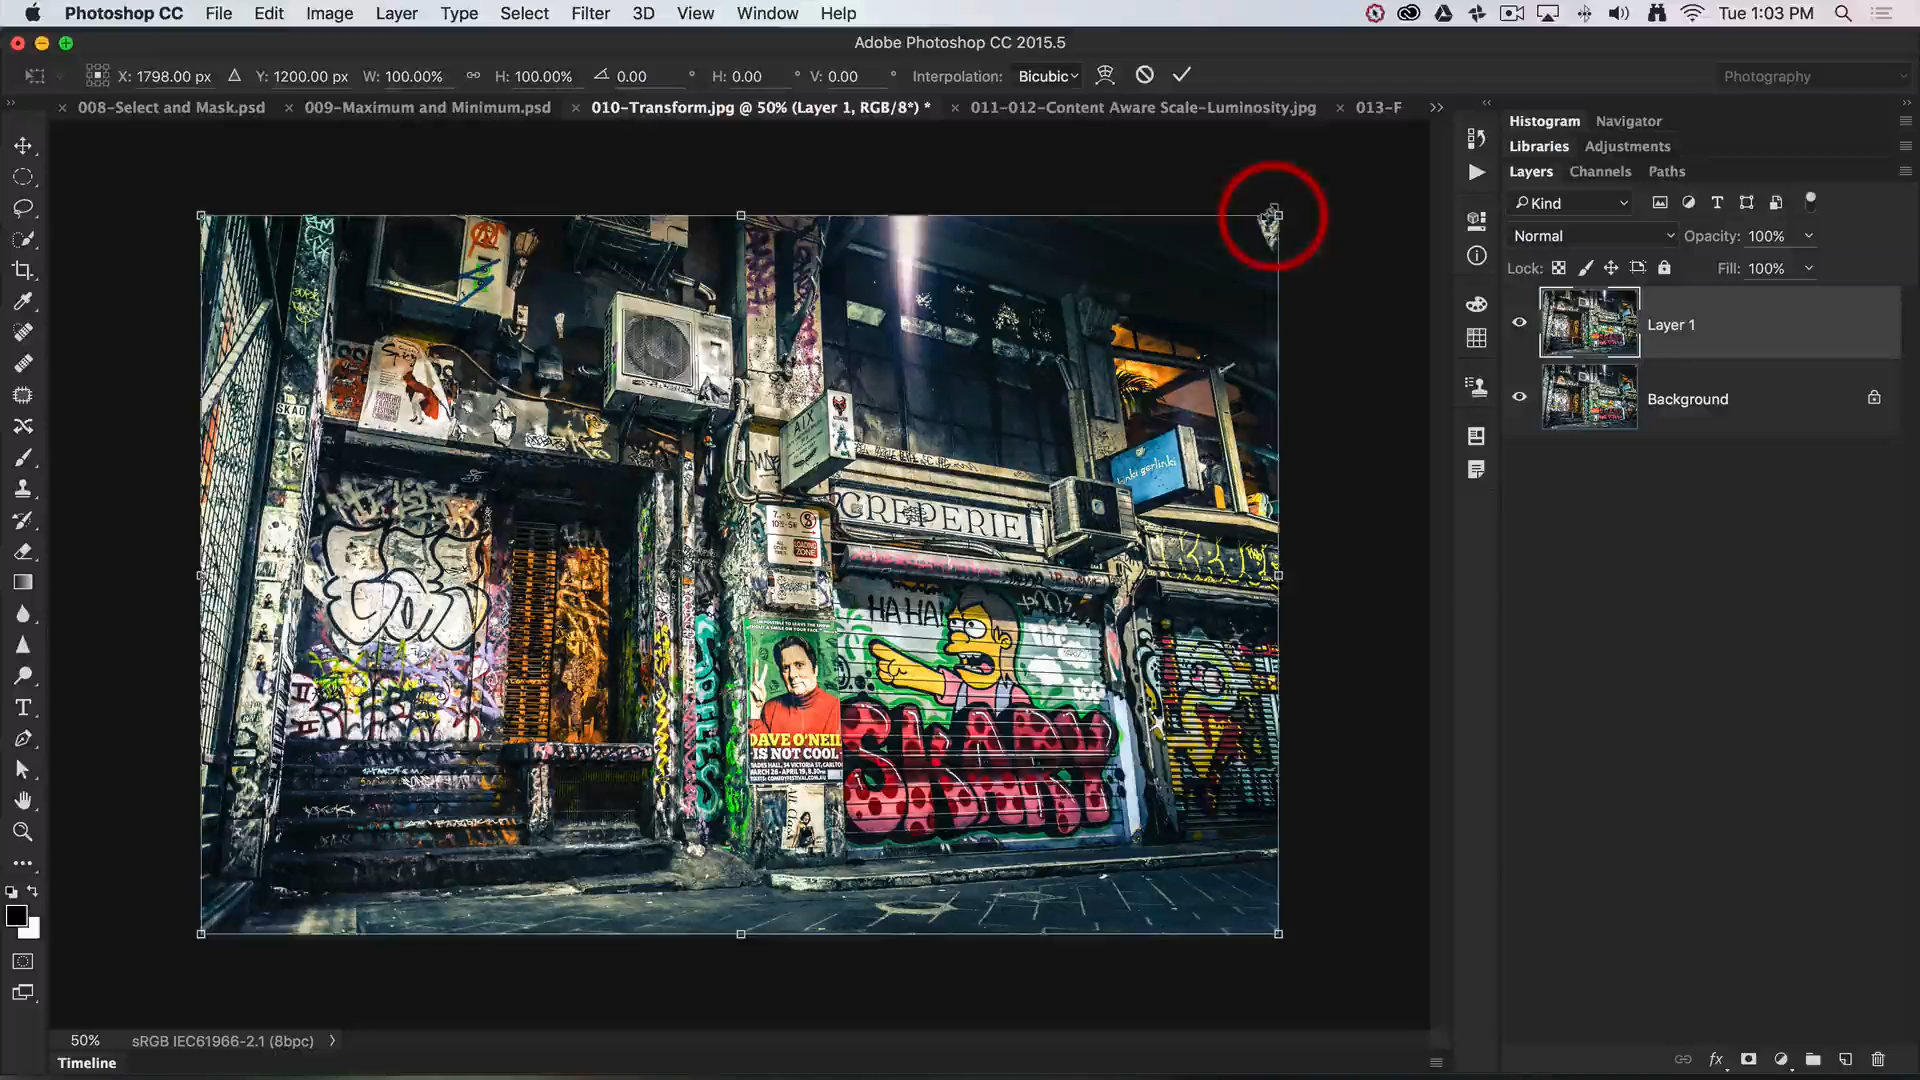 Photoshop CC File Edit Image Layer Type Select Filter 3D View Window Help Tue 1:03 PM
Adobe Photoshop CC 2015.5
X: 1798.00 px Y: 1200.00 px W: 100.00% H: 100.00% 0.00 ° H: 0.00 ° V: 0.00 ° Interpolation: Bicubic Photography
008-Select and Mask.psd 009-Maximum and Minimum.psd 010-Transform.jpg @ 50% (Layer 1, RGB/8*) * 011-012-Content Aware Scale-Luminosity.jpg 013-F
Histogram Navigator
Libraries Adjustments
Layers Channels Paths
Kind
Normal Opacity: 100%
Lock: Fill: 100%
Layer 1
Background
SKAO
CREPERIE
LOADING
ZONE
HA HA!
DAVE O'NEIL
IS NOT COOL
50% sRGB IEC61966-2.1 (8bpc)
Timeline
fx